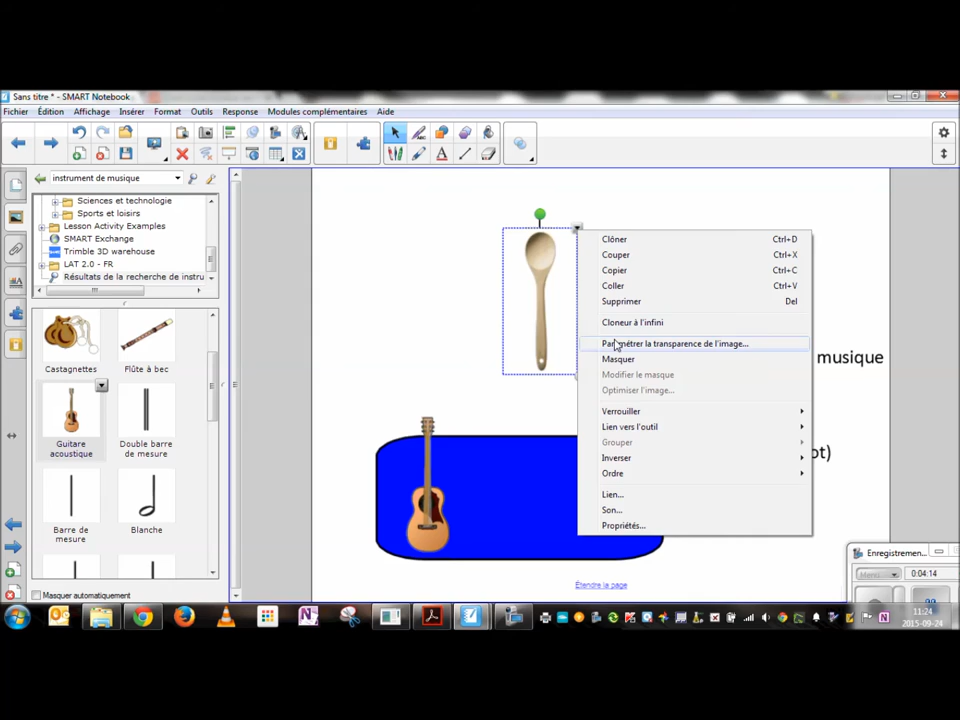 Sans titre * - SMART Notebook
Fichier Édition Affichage Insérer Format Outils Réponse Modules complémentaires Aide
instrument de musique
Sciences et technologie
Sports et loisirs
Lesson Activity Examples
SMART Exchange
Trimble 3D warehouse
LAT 2.0 - FR
Résultats de la recherche de instru
Castagnettes
Flûte à bec
Guitare
acoustique
Double barre
de mesure
Barre de
mesure
Blanche
Masquer automatiquement
Clôner Ctrl+D
Couper Ctrl+X
Copier Ctrl+C
Coller Ctrl+V
Supprimer Del
Cloneur à l'infini
Paramétrer la transparence de l'image...
Masquer
Modifier le masque
Optimiser l'image...
Verrouiller
Lien vers l'outil
Grouper
Inverser
Ordre
Lien...
Son...
Propriétés...
musique
Étendre la page
Enregistremen...
Menu
0:04:14
11:24
2015-09-24